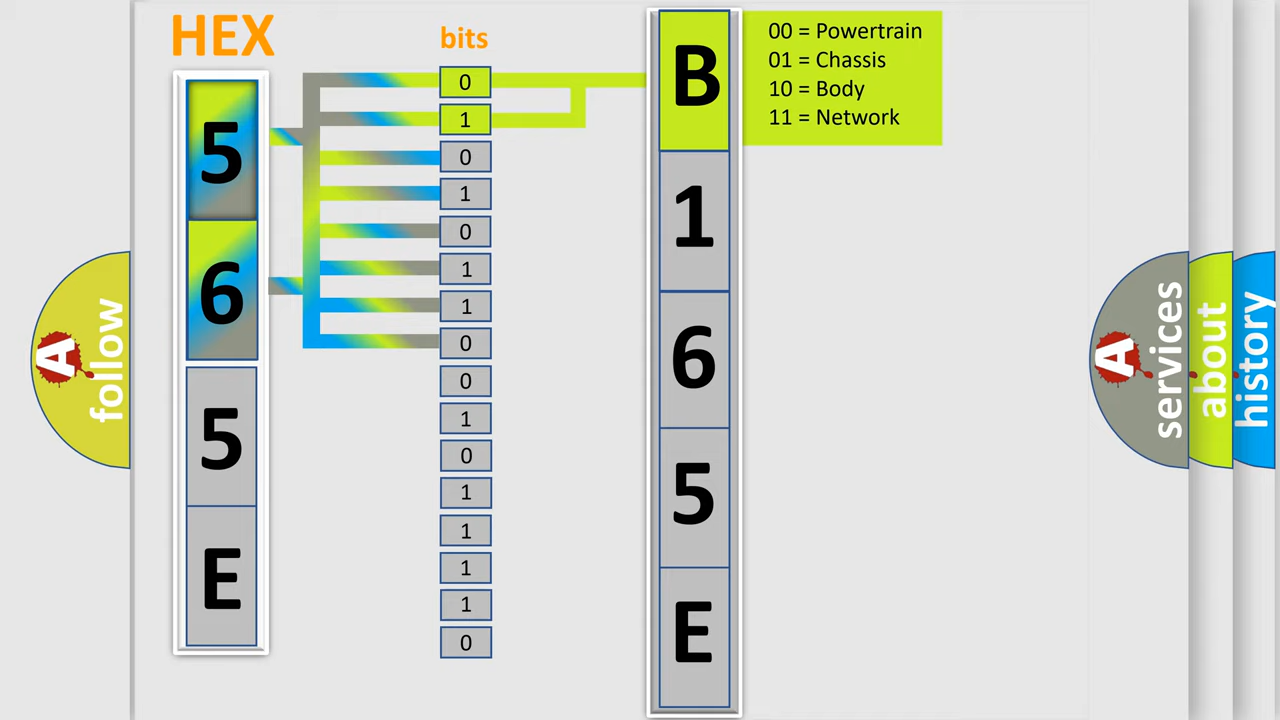 HEX
bits
5
6
5
E
0
1
0
1
0
1
1
0
0
1
0
1
1
1
1
0
B
1
6
5
E
00 = Powertrain
01 = Chassis
10 = Body
11 = Network
A
follow
A
services
about
history